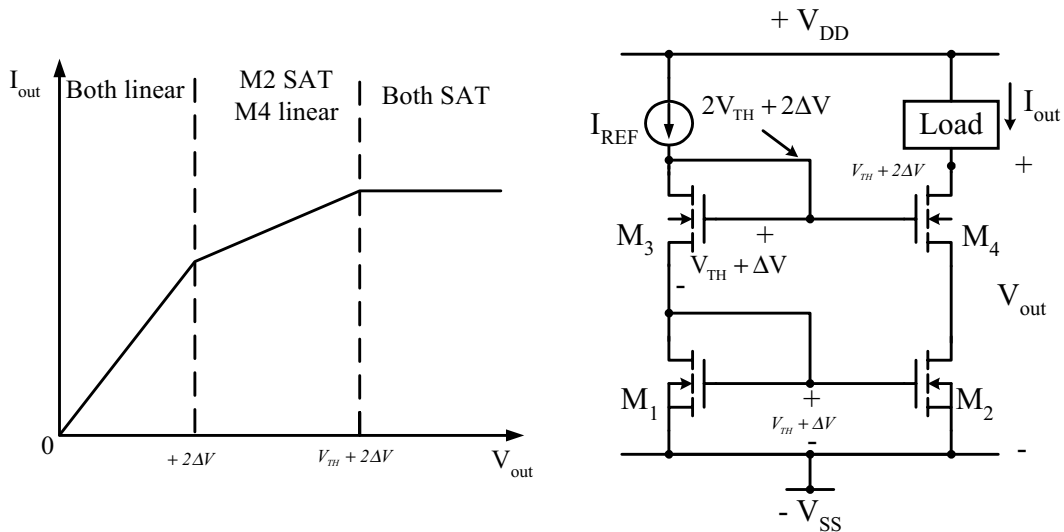 I_out
Both linear
M2 SAT
M4 linear
Both SAT
0
+ 2ΔV
V_TH + 2ΔV
V_out
+ V_DD
I_REF
2V_TH + 2ΔV
Load
I_out
V_TH + 2ΔV
+
M_3
+
V_TH + ΔV
-
M_4
V_out
M_1
+
V_TH + ΔV
-
M_2
-
- V_SS